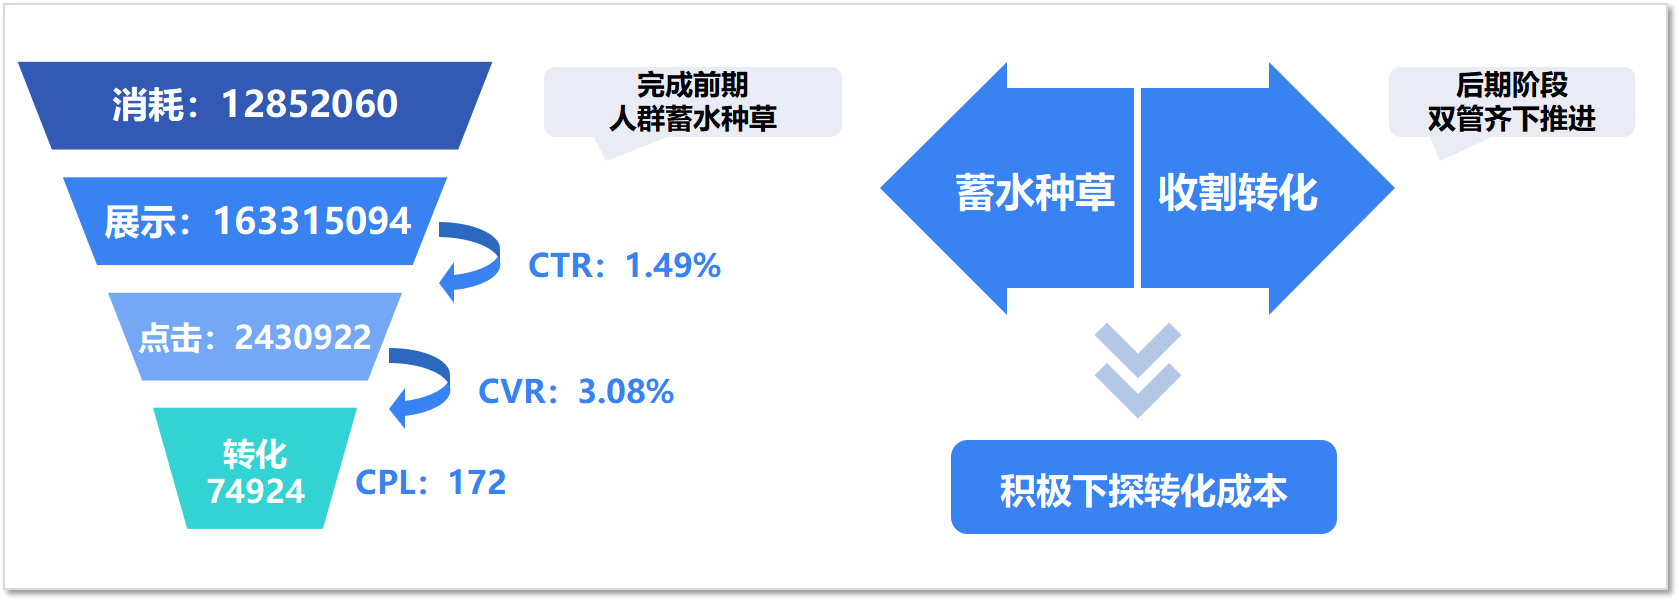 消耗：12852060
展示：163315094
CTR：1.49%
点击：2430922
CVR：3.08%
转化
74924
CPL：172
完成前期
人群蓄水种草
蓄水种草
收割转化
后期阶段
双管齐下推进
积极下探转化成本